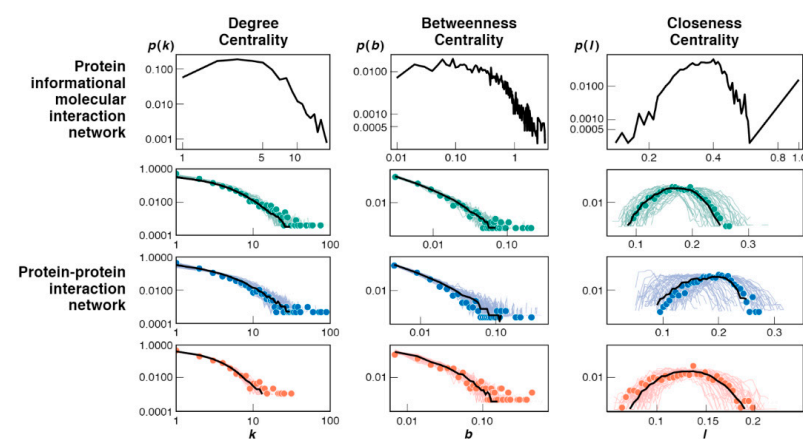 Degree
Centrality
Betweenness
Centrality
Closeness
Centrality
Protein
informational
molecular
interaction
network
p(k)
0.100
0.010
0.001
1
5
10
p(b)
0.0100
0.0010
0.0005
0.01
0.10
1
p(l)
0.0100
0.0010
0.0005
0.2
0.4
0.8
1.0
1.0000
0.0100
0.0001
1
10
100
0.01
0.01
0.10
0.01
0.1
0.2
0.3
Protein-protein
interaction
network
1.0000
0.0100
0.0001
1
10
100
0.01
0.01
0.10
0.01
0.1
0.2
0.3
1.0000
0.0100
0.0001
1
10
100
k
0.01
0.01
0.10
b
0.01
0.1
0.15
0.2
l